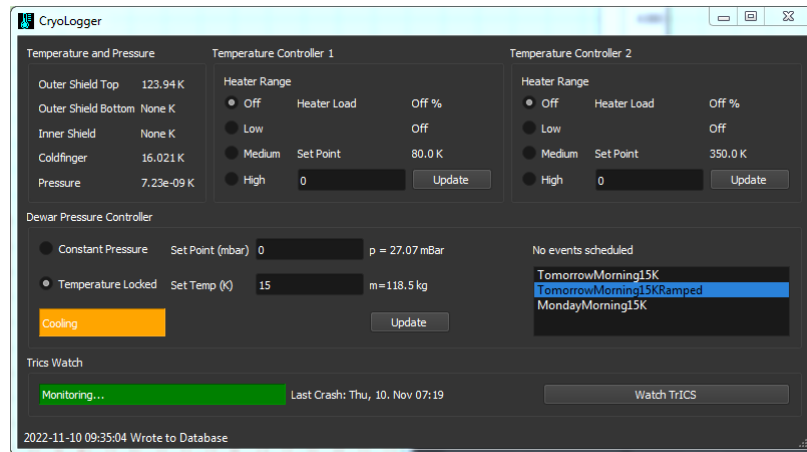 CryoLogger
Temperature and Pressure
Outer Shield Top 123.94 K
Outer Shield Bottom None K
Inner Shield None K
Coldfinger 16.021 K
Pressure 7.23e-09 K
Temperature Controller 1
Heater Range
Off Heater Load Off %
Low Off
Medium Set Point 80.0 K
High 0 Update
Temperature Controller 2
Heater Range
Off Heater Load Off %
Low Off
Medium Set Point 350.0 K
High 0 Update
Dewar Pressure Controller
Constant Pressure Set Point (mbar) 0 p = 27.07 mBar
Temperature Locked Set Temp (K) 15 m=118.5 kg
Cooling Update
No events scheduled
TomorrowMorning15K
TomorrowMorning15KRamped
MondayMorning15K
Trics Watch
Monitoring... Last Crash: Thu, 10. Nov 07:19 Watch TrICS
2022-11-10 09:35:04 Wrote to Database